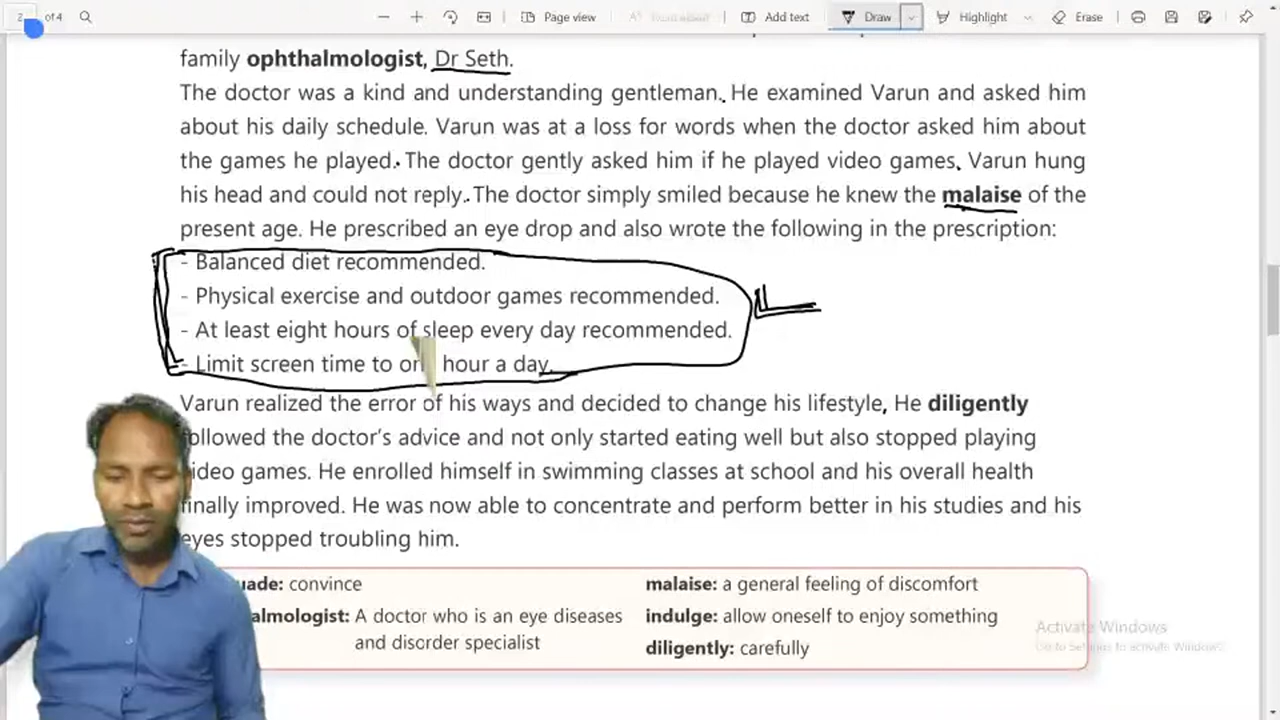 2 of 4 Page view Add text Draw Highlight Erase
family ophthalmologist, Dr Seth.
The doctor was a kind and understanding gentleman. He examined Varun and asked him
about his daily schedule. Varun was at a loss for words when the doctor asked him about
the games he played. The doctor gently asked him if he played video games. Varun hung
his head and could not reply. The doctor simply smiled because he knew the malaise of the
present age. He prescribed an eye drop and also wrote the following in the prescription:
- Balanced diet recommended.
- Physical exercise and outdoor games recommended.
- At least eight hours of sleep every day recommended.
- Limit screen time to hour a day.
Varun realized the error of his ways and decided to change his lifestyle, He diligently
followed the doctor's advice and not only started eating well but also stopped playing
video games. He enrolled himself in swimming classes at school and his overall health
finally improved. He was now able to concentrate and perform better in his studies and his
eyes stopped troubling him.
uade: convince
almologist: A doctor who is an eye diseases
and disorder specialist
malaise: a general feeling of discomfort
indulge: allow oneself to enjoy something
diligently: carefully
Activate Windows
Go to Settings to activate Windows.